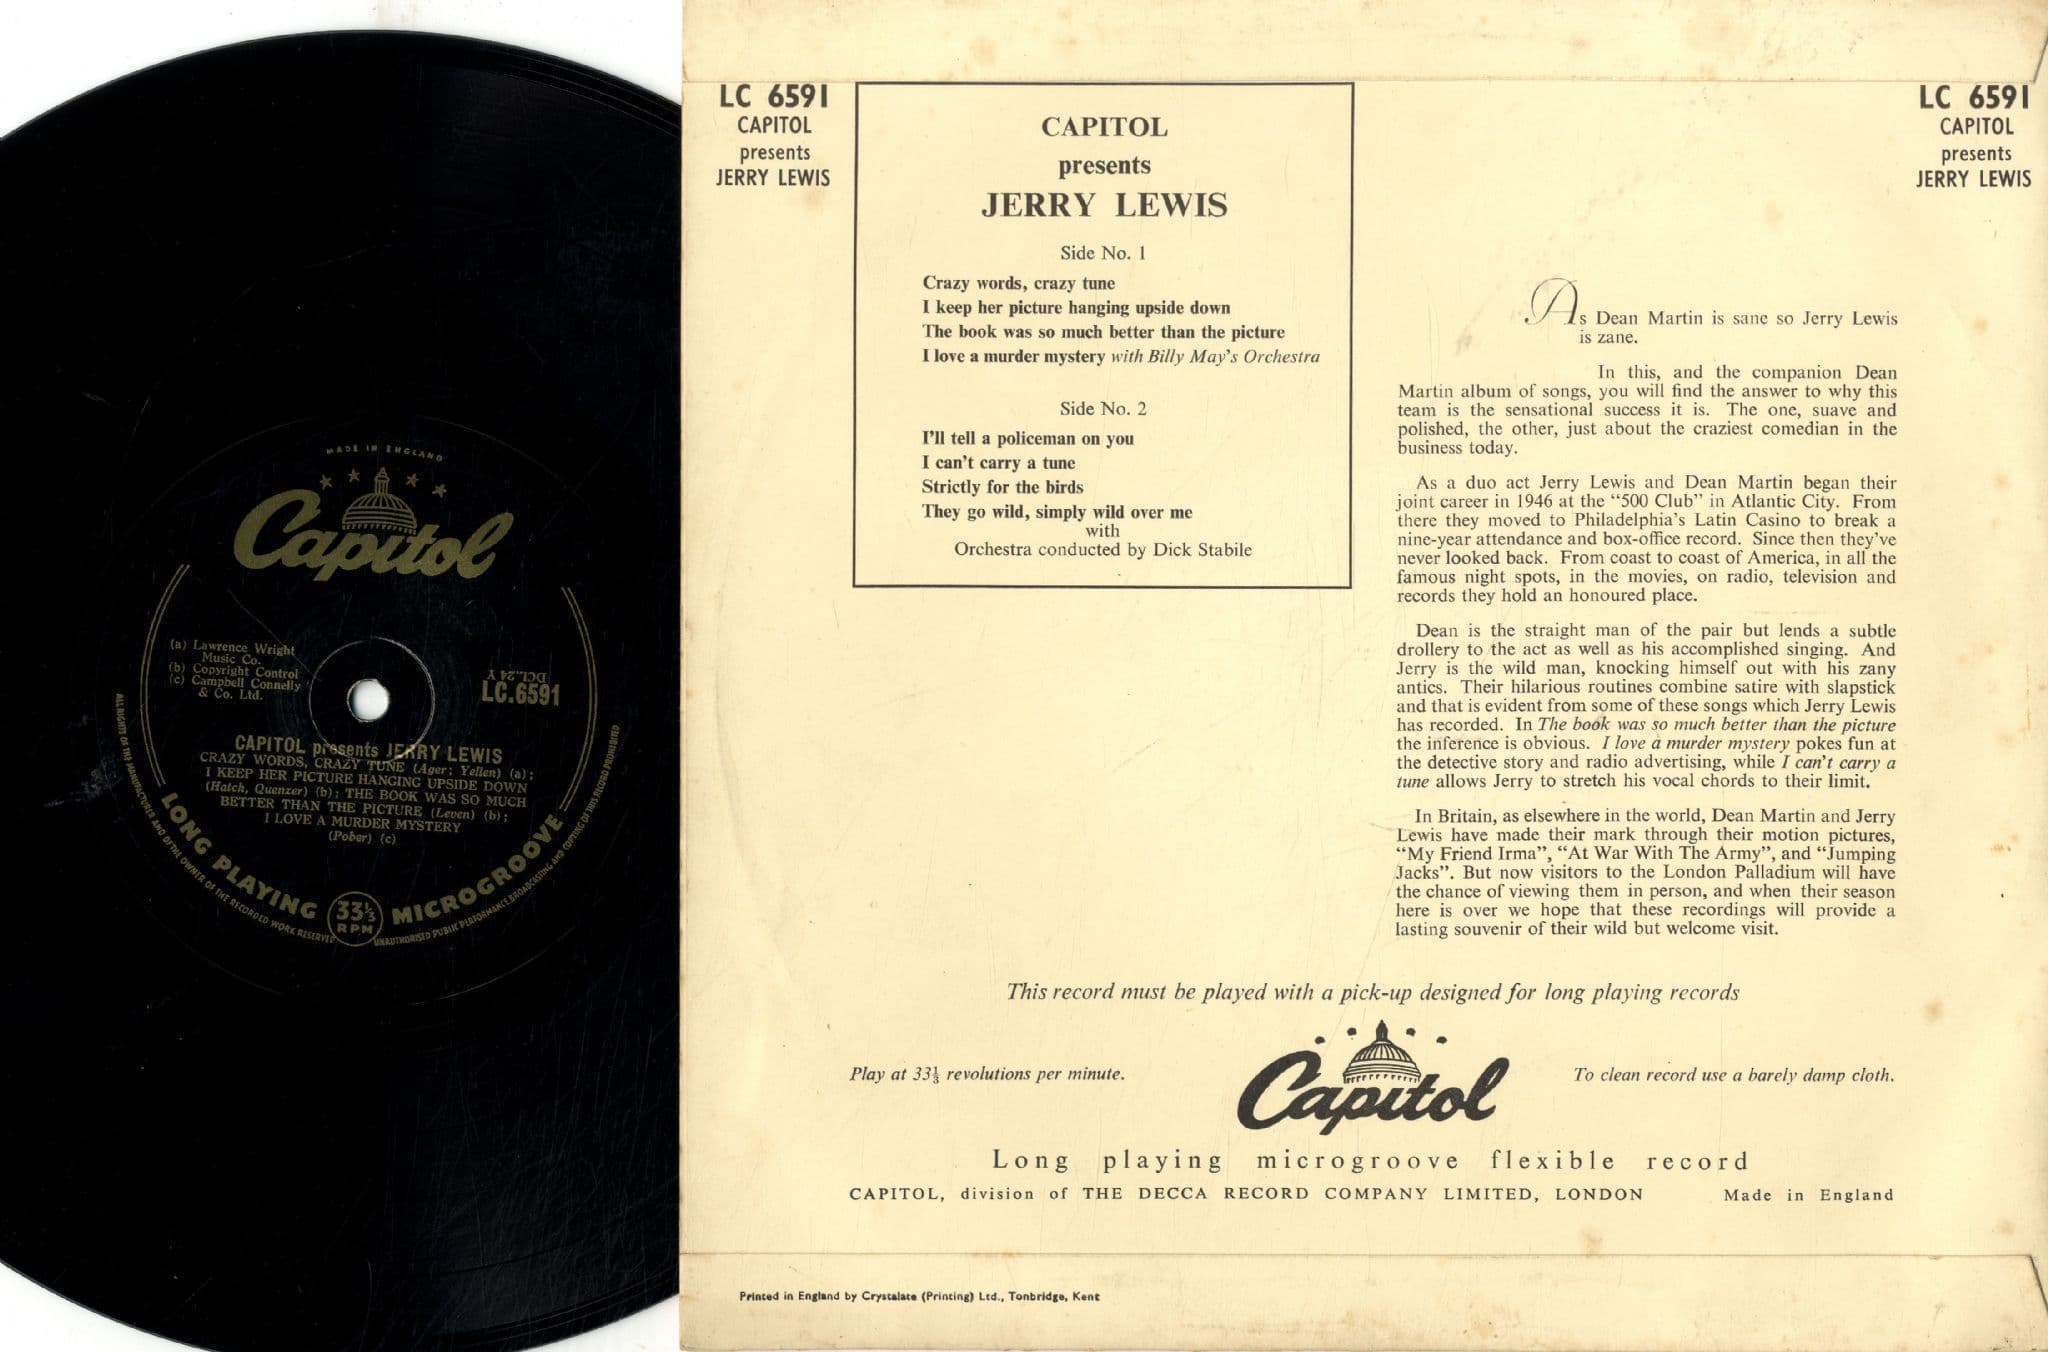 MADE IN ENGLAND
Capitol
(a) Lawrence Wright
Music Co.
(b) Copyright Control
(c) Campbell Connelly
& Co. Ltd.
DCL.24 Y
LC.6591
CAPITOL presents JERRY LEWIS
CRAZY WORDS, CRAZY TUNE (Ager; Yellen) (a);
I KEEP HER PICTURE HANGING UPSIDE DOWN
(Hatch, Quenzer) (b); THE BOOK WAS SO MUCH
BETTER THAN THE PICTURE (Leven) (b);
I LOVE A MURDER MYSTERY
(Pober) (c)
LONG PLAYING 33⅓ RPM MICROGROOVE
ALL RIGHTS OF THE MANUFACTURER AND OF THE OWNER OF THE RECORDED WORK RESERVED UNAUTHORISED PUBLIC PERFORMANCE, BROADCASTING AND COPYING OF THIS RECORD PROHIBITED
LC 6591
CAPITOL
presents
JERRY LEWIS
CAPITOL
presents
JERRY LEWIS
Side No. 1
Crazy words, crazy tune
I keep her picture hanging upside down
The book was so much better than the picture
I love a murder mystery with Billy May's Orchestra
Side No. 2
I'll tell a policeman on you
I can't carry a tune
Strictly for the birds
They go wild, simply wild over me
with
Orchestra conducted by Dick Stabile
LC 6591
CAPITOL
presents
JERRY LEWIS
As Dean Martin is sane so Jerry Lewis
is zane.
In this, and the companion Dean
Martin album of songs, you will find the answer to why this
team is the sensational success it is. The one, suave and
polished, the other, just about the craziest comedian in the
business today.
As a duo act Jerry Lewis and Dean Martin began their
joint career in 1946 at the "500 Club" in Atlantic City. From
there they moved to Philadelphia's Latin Casino to break a
nine-year attendance and box-office record. Since then they've
never looked back. From coast to coast of America, in all the
famous night spots, in the movies, on radio, television and
records they hold an honoured place.
Dean is the straight man of the pair but lends a subtle
drollery to the act as well as his accomplished singing. And
Jerry is the wild man, knocking himself out with his zany
antics. Their hilarious routines combine satire with slapstick
and that is evident from some of these songs which Jerry Lewis
has recorded. In The book was so much better than the picture
the inference is obvious. I love a murder mystery pokes fun at
the detective story and radio advertising, while I can't carry a
tune allows Jerry to stretch his vocal chords to their limit.
In Britain, as elsewhere in the world, Dean Martin and Jerry
Lewis have made their mark through their motion pictures,
"My Friend Irma", "At War With The Army", and "Jumping
Jacks". But now visitors to the London Palladium will have
the chance of viewing them in person, and when their season
here is over we hope that these recordings will provide a
lasting souvenir of their wild but welcome visit.
This record must be played with a pick-up designed for long playing records
Play at 33⅓ revolutions per minute.
Capitol
To clean record use a barely damp cloth.
Long playing microgroove flexible record
CAPITOL, division of THE DECCA RECORD COMPANY LIMITED, LONDON Made in England
Printed in England by Crystalate (Printing) Ltd., Tonbridge, Kent